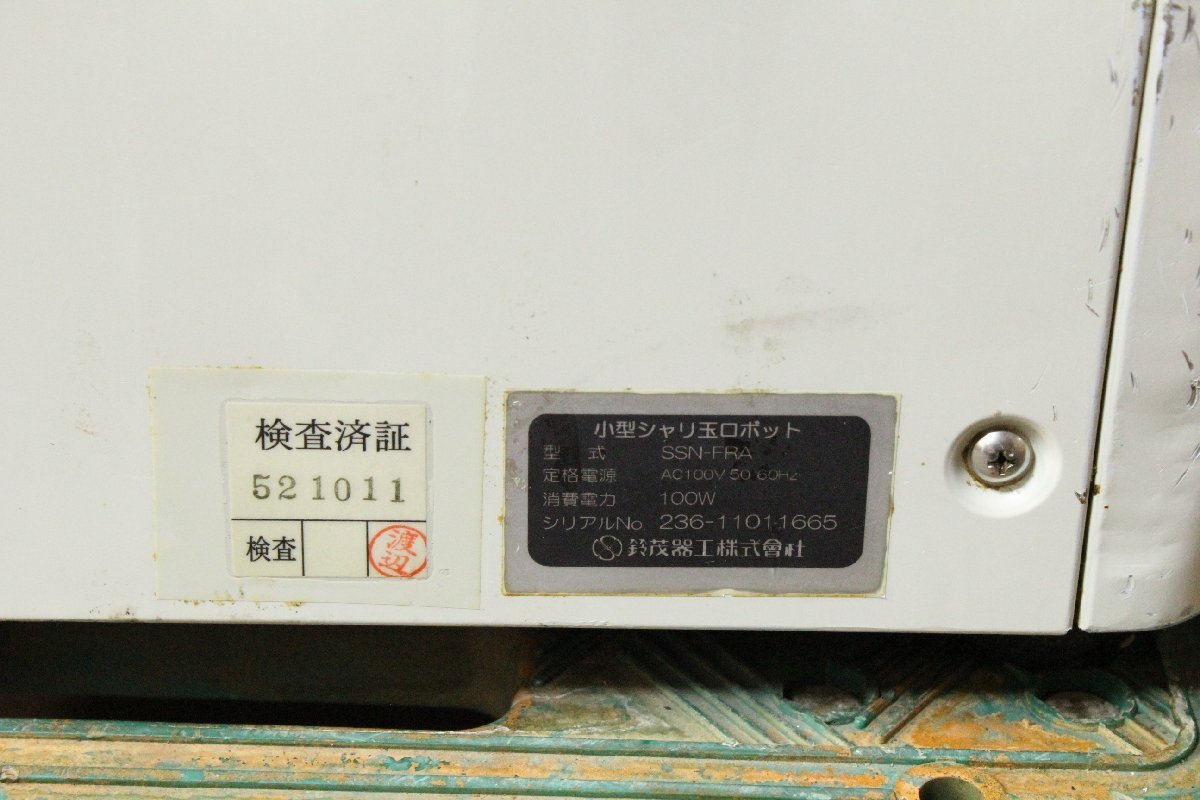 検査済証
521011
検査
渡辺
小型シャリ玉ロボット
型 式 SSN-FRA
定格電源 AC100V 50/60Hz
消費電力 100W
シリアルNo. 236-11011665
鈴茂器工株式會社